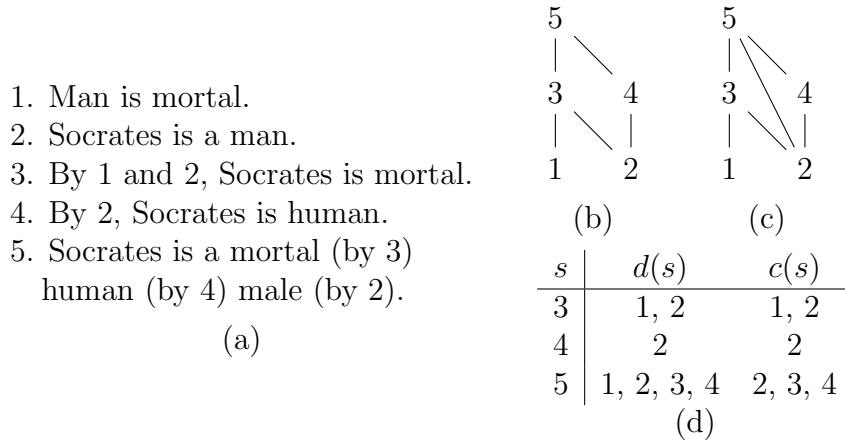 1. Man is mortal.
2. Socrates is a man.
3. By 1 and 2, Socrates is mortal.
4. By 2, Socrates is human.
5. Socrates is a mortal (by 3)
human (by 4) male (by 2).
(a)
5
3 4
1 2
(b)
5
3 4
1 2
(c)
s d(s) c(s)
3 1, 2 1, 2
4 2 2
5 1, 2, 3, 4 2, 3, 4
(d)